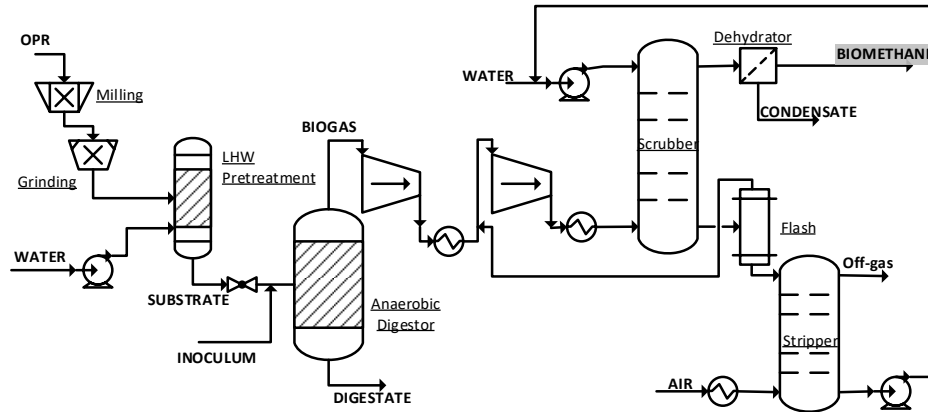 OPR
Milling
Grinding
LHW
Pretreatment
WATER
SUBSTRATE
INOCULUM
BIOGAS
Anaerobic
Digestor
DIGESTATE
WATER
Scrubber
Dehydrator
BIOMETHANE
CONDENSATE
Flash
Off-gas
Stripper
AIR